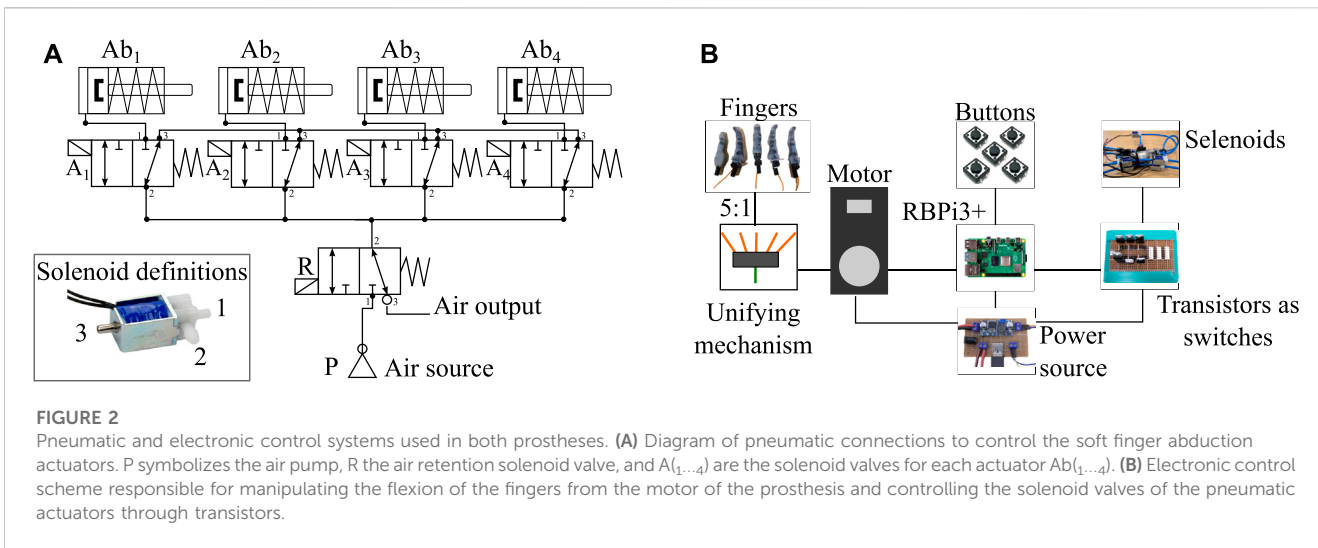 A
Ab1
Ab2
Ab3
Ab4
1
3
1
3
1
3
1
3
A1
A2
A3
A4
2
2
2
2
2
R
1
3
Air output
P
Air source
Solenoid definitions
1
3
2
B
Fingers
Buttons
Selenoids
Motor
5:1
RBPi3+
Unifying
mechanism
Power
source
Transistors as
switches
FIGURE 2
Pneumatic and electronic control systems used in both prostheses. (A) Diagram of pneumatic connections to control the soft finger abduction
actuators. P symbolizes the air pump, R the air retention solenoid valve, and A(1...4) are the solenoid valves for each actuator Ab(1...4). (B) Electronic control
scheme responsible for manipulating the flexion of the fingers from the motor of the prosthesis and controlling the solenoid valves of the pneumatic
actuators through transistors.